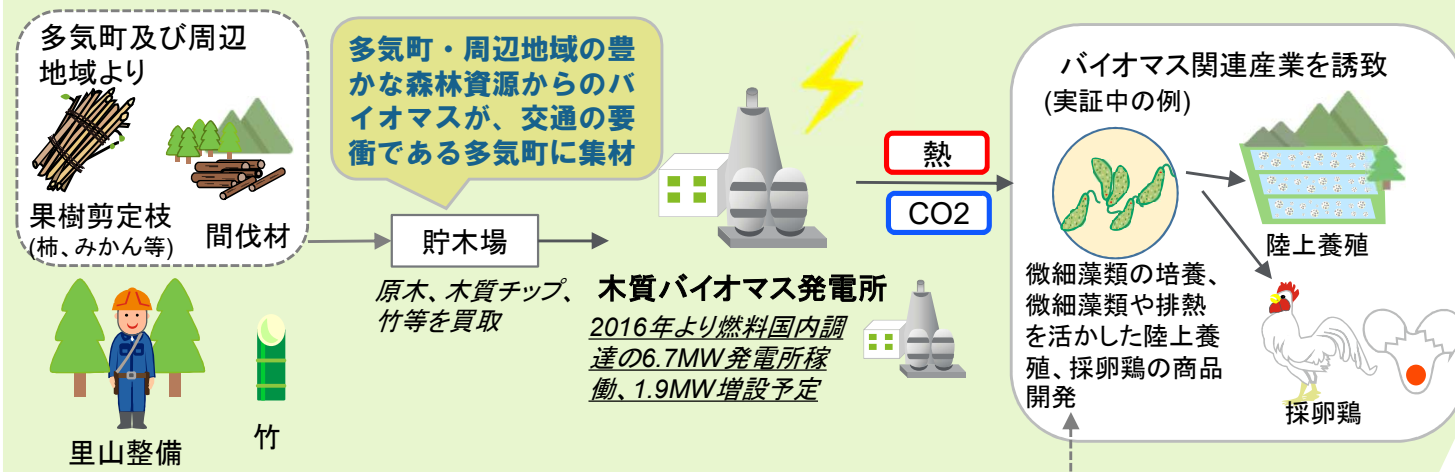 多気町及び周辺
地域より
果樹剪定枝
(柿、みかん等)
間伐材
里山整備
竹
多気町・周辺地域の豊
かな森林資源からのバ
イオマスが、交通の要
衝である多気町に集材
貯木場
原木、木質チップ、
竹等を買取
木質バイオマス発電所
2016年より燃料国内調
達の6.7MW発電所稼
働、1.9MW増設予定
熱
CO2
バイオマス関連産業を誘致
(実証中の例)
微細藻類の培養、
微細藻類や排熱
を活かした陸上養
殖、採卵鶏の商品
開発
陸上養殖
採卵鶏